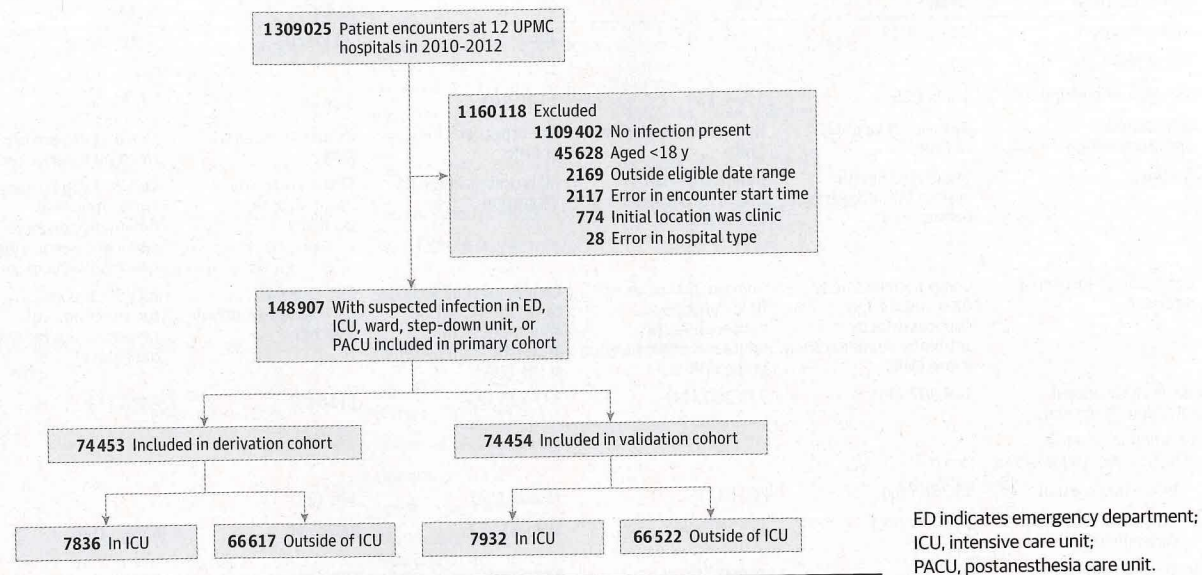 1309025 Patient encounters at 12 UPMC
hospitals in 2010-2012
1160118 Excluded
1109402 No infection present
45628 Aged <18 y
2169 Outside eligible date range
2117 Error in encounter start time
774 Initial location was clinic
28 Error in hospital type
148907 With suspected infection in ED,
ICU, ward, step-down unit, or
PACU included in primary cohort
74453 Included in derivation cohort
74454 Included in validation cohort
7836 In ICU
66617 Outside of ICU
7932 In ICU
66522 Outside of ICU
ED indicates emergency department;
ICU, intensive care unit;
PACU, postanesthesia care unit.